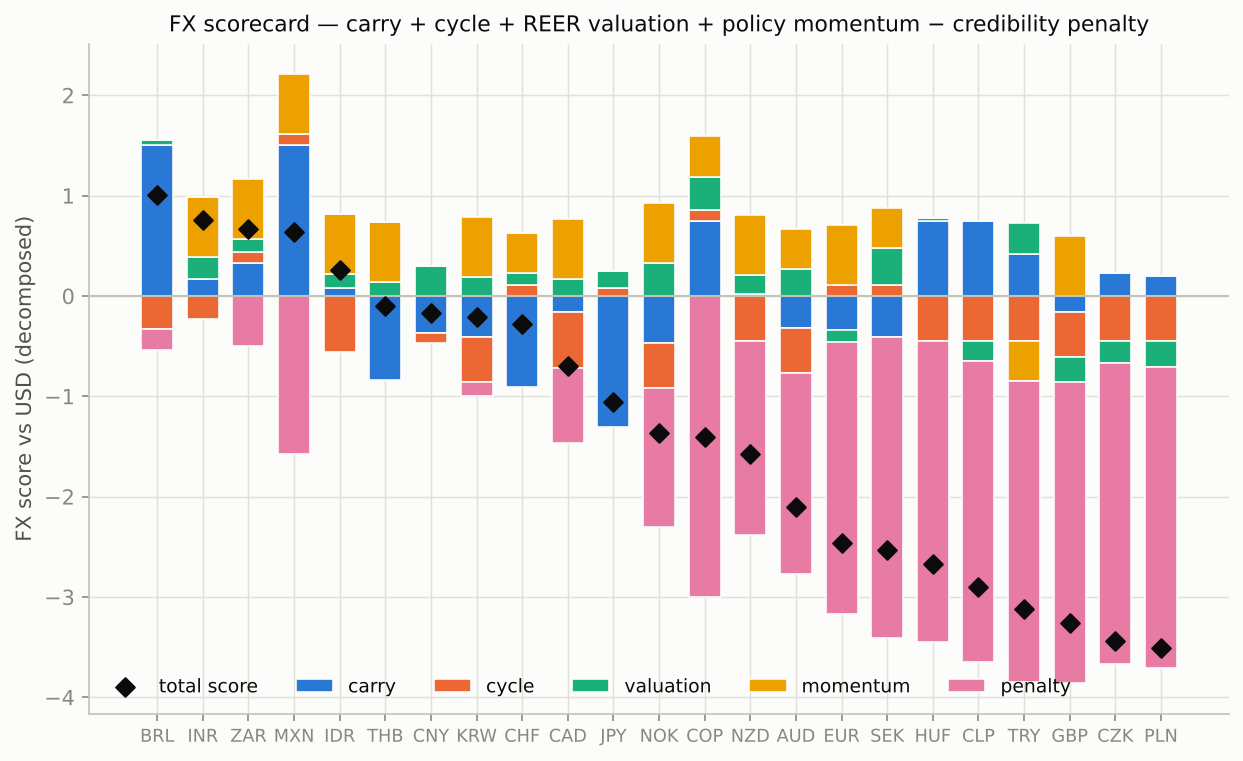 FX scorecard — carry + cycle + REER valuation + policy momentum − credibility penalty
FX score vs USD (decomposed)
2
1
0
−1
−2
−3
−4
total score carry cycle valuation momentum penalty
BRL INR ZAR MXN IDR THB CNY KRW CHF CAD JPY NOK COP NZD AUD EUR SEK HUF CLP TRY GBP CZK PLN